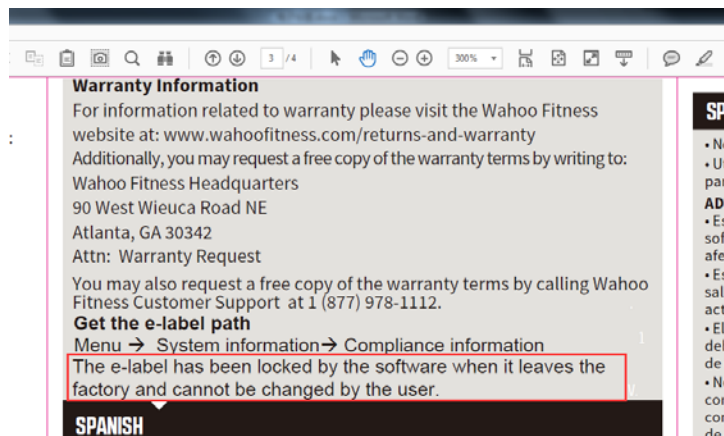 3 / 4
300%
Warranty Information
For information related to warranty please visit the Wahoo Fitness
website at: www.wahoofitness.com/returns-and-warranty
Additionally, you may request a free copy of the warranty terms by writing to:
Wahoo Fitness Headquarters
90 West Wieuca Road NE
Atlanta, GA 30342
Attn: Warranty Request
You may also request a free copy of the warranty terms by calling Wahoo
Fitness Customer Support at 1 (877) 978-1112.
Get the e-label path
Menu → System information→ Compliance information
The e-label has been locked by the software when it leaves the
factory and cannot be changed by the user.
SPANISH
SP
AD